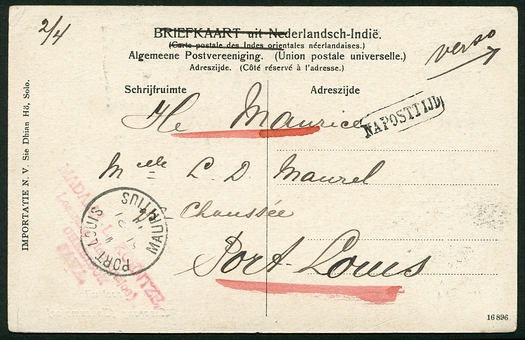 2/4
BRIEFKAART uit Nederlandsch-Indië.
(Carte postale des Indes orientales néerlandaises.)
Algemeene Postvereeniging. (Union postale universelle.)
Adreszijde. (Côté réservé à l'adresse.)
verso
Schrijfruimte
Adreszijde
Ile Maurice
NAPOSTTIJD
Mlle L. D. Maurel
Chaussée
Port-Louis
PORT LOUIS
MAURITIUS
IMPORTATIE N. V. Sie Dhian Hö, Solo.
16896